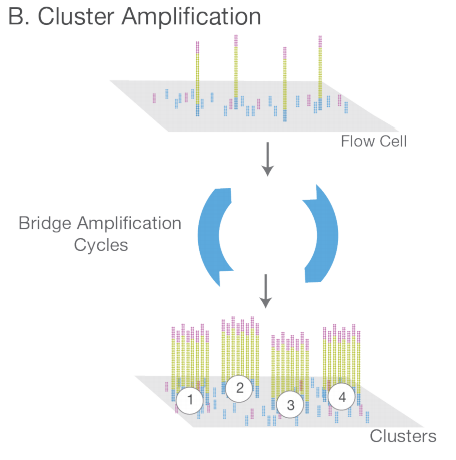 B. Cluster Amplification
Flow Cell
Bridge Amplification
Cycles
1
2
3
4
Clusters